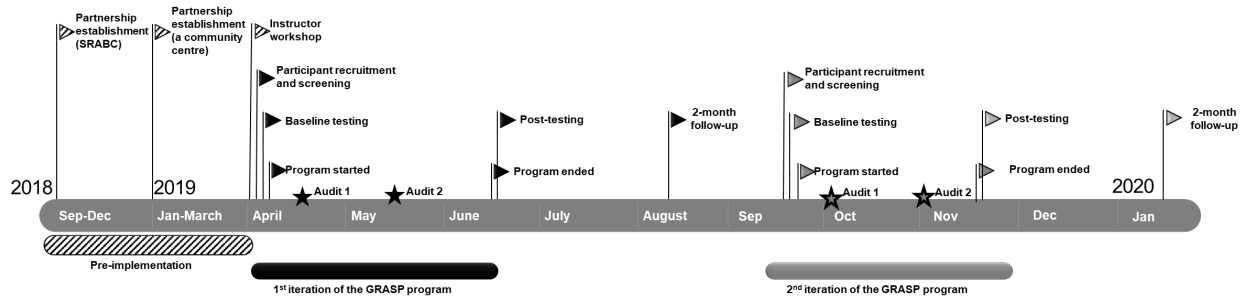 Partnership
establishment
(SRABC)
Partnership
establishment
(a community
centre)
Instructor
workshop
Participant recruitment
and screening
Baseline testing
Program started
Audit 1
Audit 2
Post-testing
Program ended
2-month
follow-up
Participant recruitment
and screening
Baseline testing
Program started
Audit 1
Audit 2
Post-testing
Program ended
2-month
follow-up
2018
2019
2020
Sep-Dec
Jan-March
April
May
June
July
August
Sep
Oct
Nov
Dec
Jan
Pre-implementation
1st iteration of the GRASP program
2nd iteration of the GRASP program